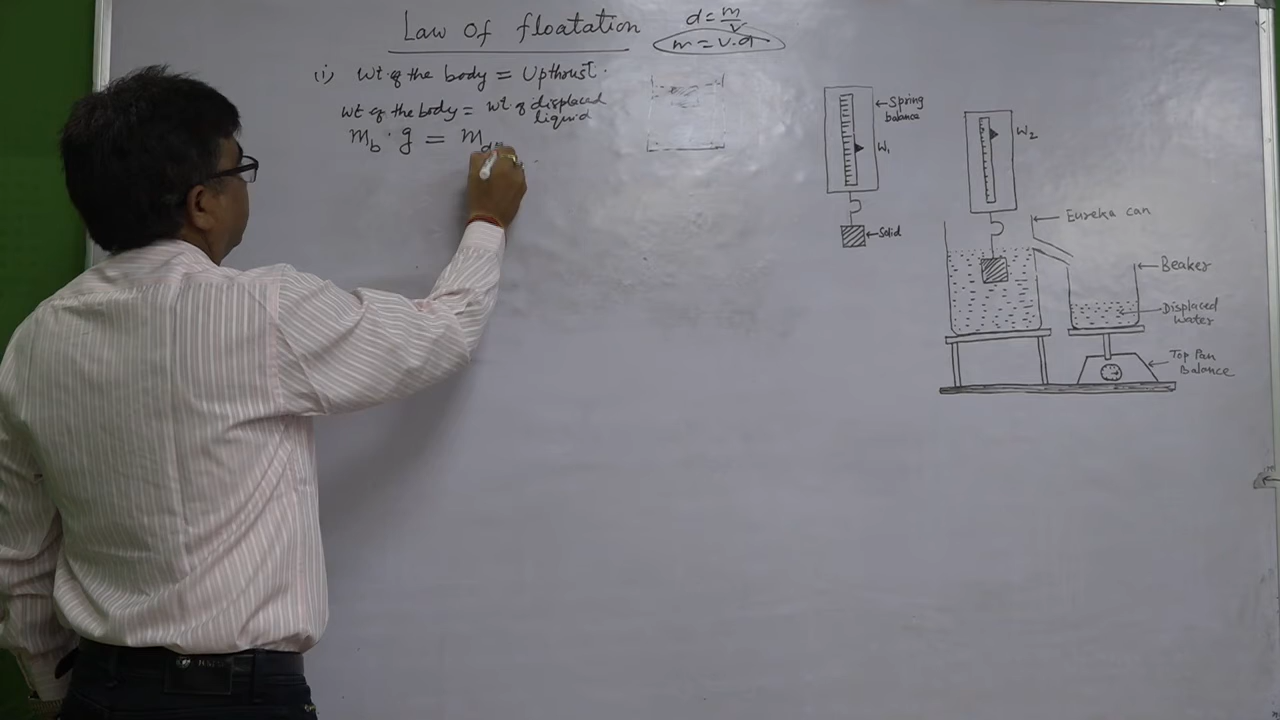 Law of floatation
d = m/v
m = v.d
(i) wt of the body = Upthrust.
wt of the body = wt. of displaced liquid
m_b . g = m_d
Spring balance
W₁
Solid
W₂
Eureka can
Beaker
Displaced water
Top Pan Balance